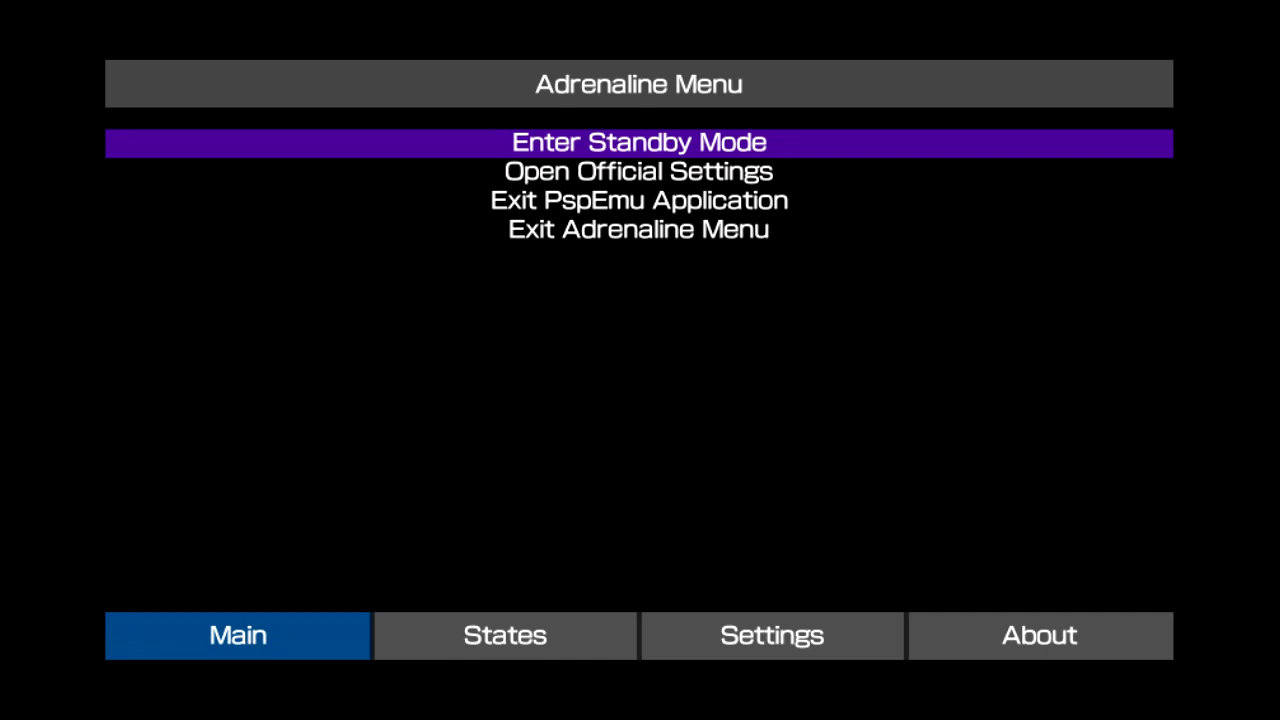 Adrenaline Menu
Enter Standby Mode
Open Official Settings
Exit PspEmu Application
Exit Adrenaline Menu
Main States Settings About